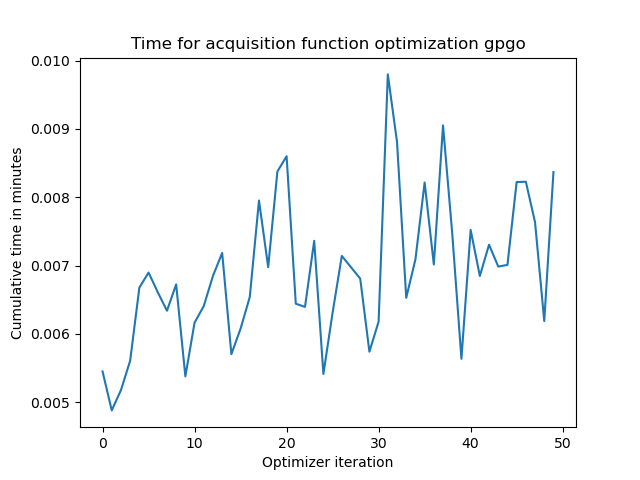 Time for acquisition function optimization gpgo
0.010
0.009
0.008
0.007
0.006
0.005
Cumulative time in minutes
0 10 20 30 40 50
Optimizer iteration